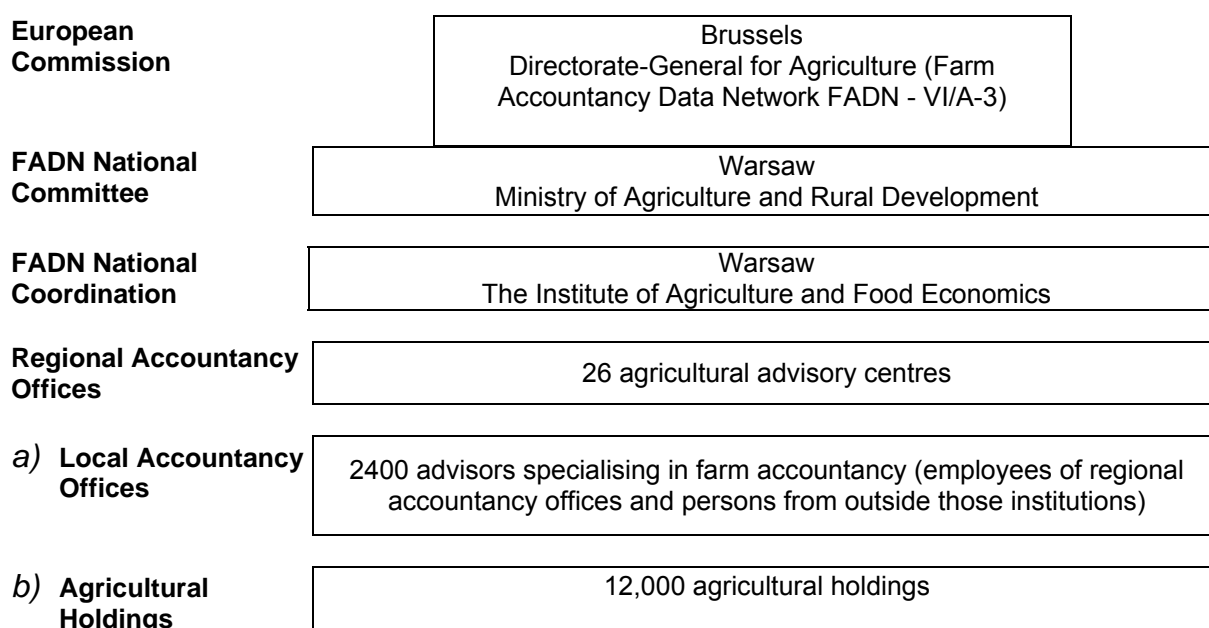 European
Commission
Brussels
Directorate-General for Agriculture (Farm
Accountancy Data Network FADN - VI/A-3)
FADN National
Committee
Warsaw
Ministry of Agriculture and Rural Development
FADN National
Coordination
Warsaw
The Institute of Agriculture and Food Economics
Regional Accountancy
Offices
26 agricultural advisory centres
a) Local Accountancy
Offices
2400 advisors specialising in farm accountancy (employees of regional
accountancy offices and persons from outside those institutions)
b) Agricultural
Holdings
12,000 agricultural holdings